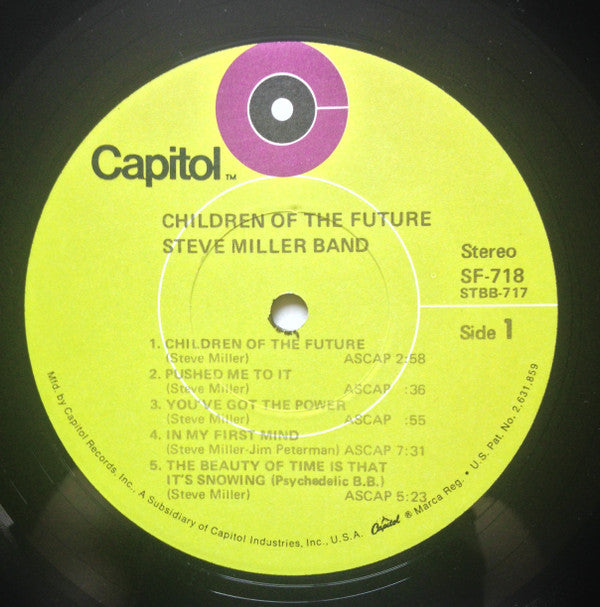 Capitol™
CHILDREN OF THE FUTURE
STEVE MILLER BAND
Stereo
SF-718
STBB-717
Side 1
1. CHILDREN OF THE FUTURE
(Steve Miller) ASCAP 2:58
2. PUSHED ME TO IT
(Steve Miller) ASCAP :36
3. YOU'VE GOT THE POWER
(Steve Miller) ASCAP :55
4. IN MY FIRST MIND
(Steve Miller-Jim Peterman) ASCAP 7:31
5. THE BEAUTY OF TIME IS THAT
IT'S SNOWING (Psychedelic B.B.)
(Steve Miller) ASCAP 5:23
Mfd. by Capitol Records, Inc., A Subsidiary of Capitol Industries, Inc., U.S.A. Capitol ® Marca Reg. • U.S. Pat. No. 2,631,859